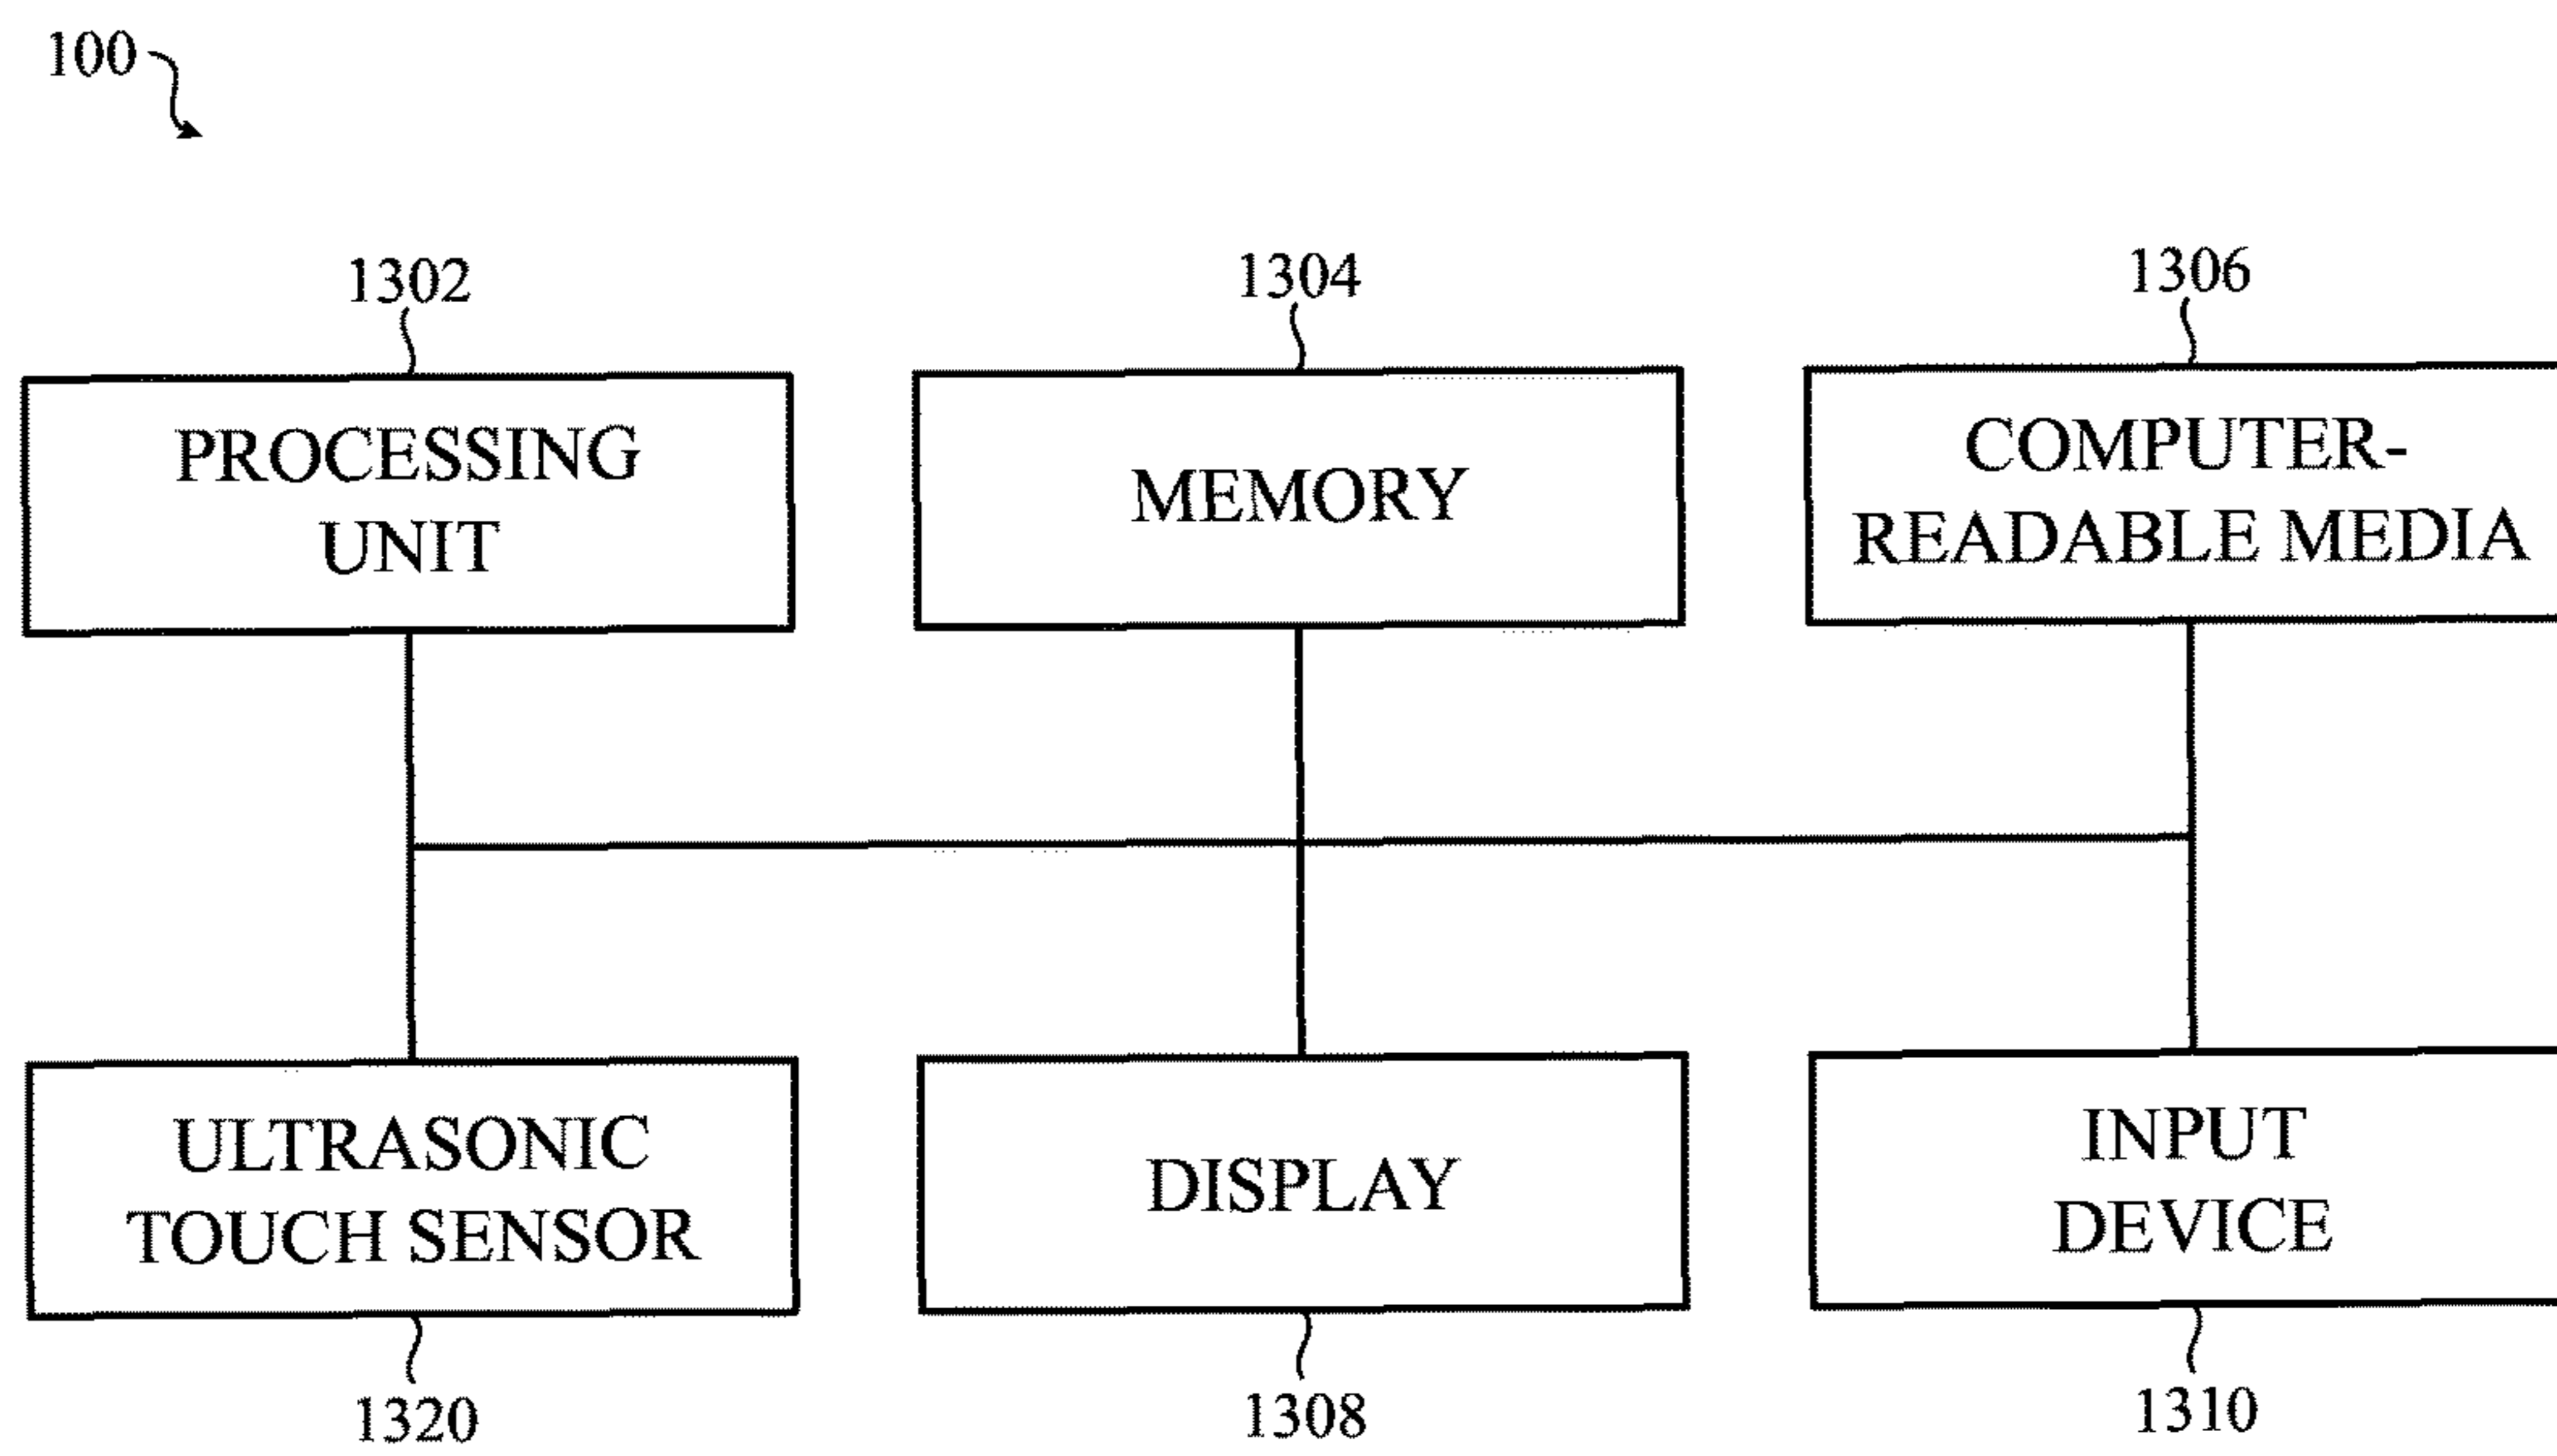 100
1302
1304
1306
PROCESSING
UNIT
MEMORY
COMPUTER-
READABLE MEDIA
ULTRASONIC
TOUCH SENSOR
DISPLAY
INPUT
DEVICE
1320
1308
1310